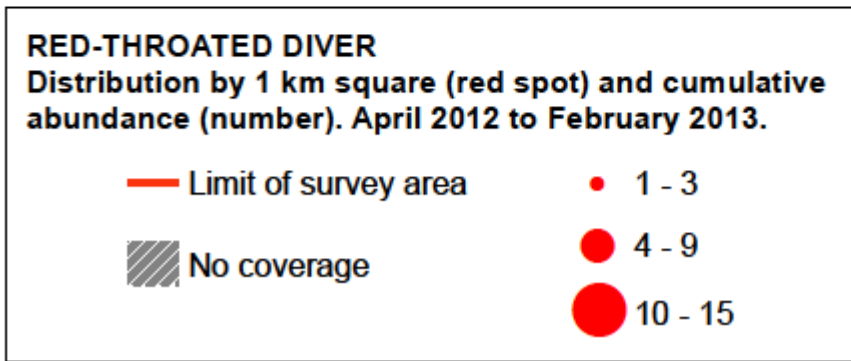 RED-THROATED DIVER
Distribution by 1 km square (red spot) and cumulative
abundance (number). April 2012 to February 2013.
Limit of survey area
1 - 3
No coverage
4 - 9
10 - 15